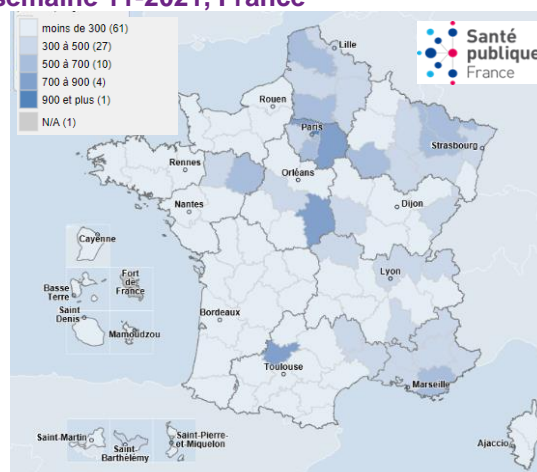 semaine 11-2021, France
moins de 300 (61)
300 à 500 (27)
500 à 700 (10)
700 à 900 (4)
900 et plus (1)
N/A (1)
Santé
publique
France
Lille
Rouen
Paris
Strasbourg
Rennes
Orléans
Nantes
Dijon
Cayenne
Basse
Terre
Fort
de
France
Lyon
Saint
Denis
Mamoudzou
Bordeaux
Toulouse
Marseille
Saint-Martin
Saint-
Barthélemy
Saint-Pierre-
et-Miquelon
Ajaccio